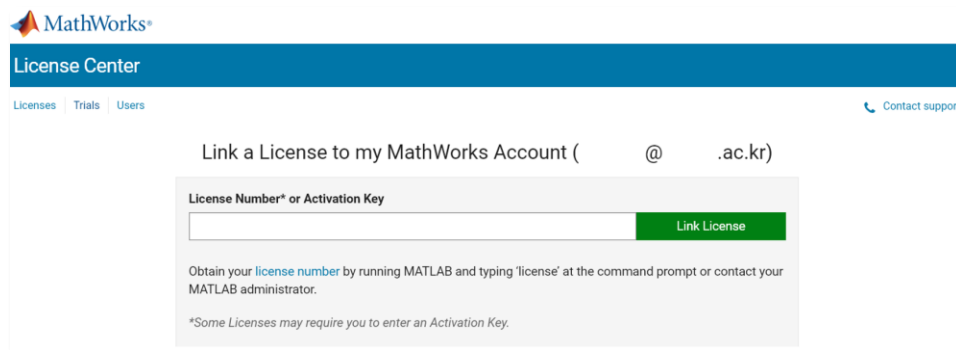 MathWorks®
License Center
Licenses Trials Users Contact suppor
Link a License to my MathWorks Account ( @ .ac.kr)
License Number* or Activation Key
Link License
Obtain your license number by running MATLAB and typing 'license' at the command prompt or contact your
MATLAB administrator.
*Some Licenses may require you to enter an Activation Key.